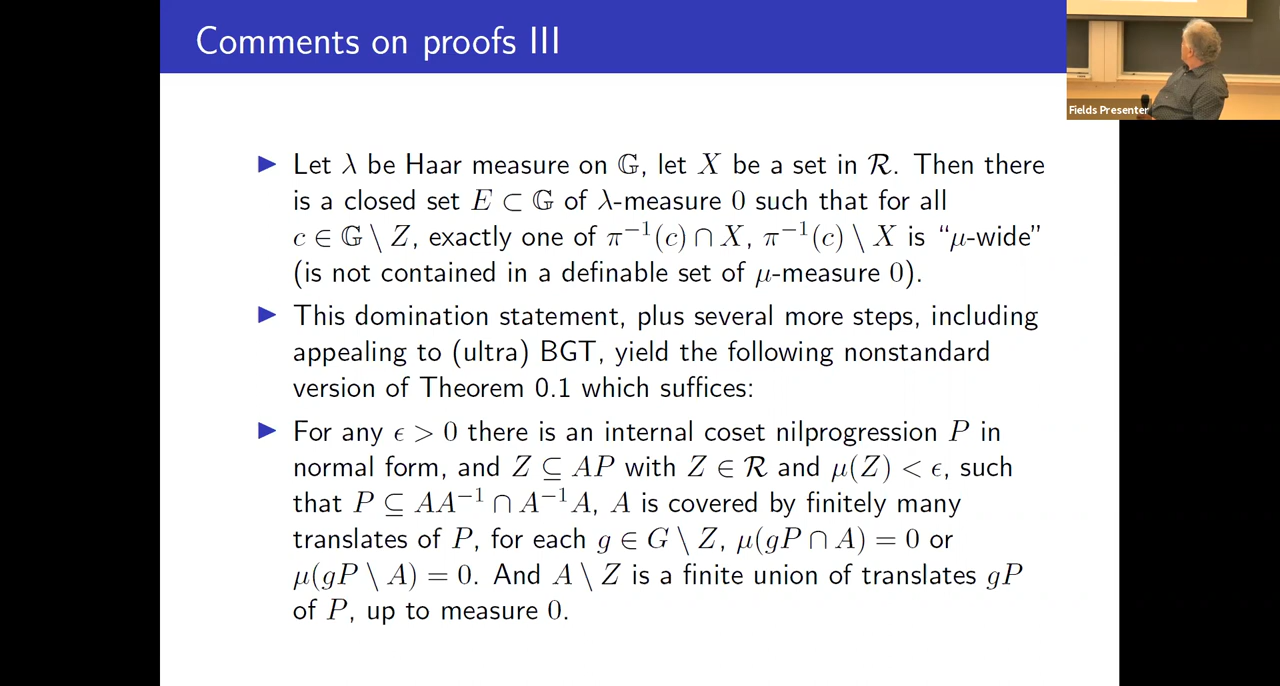 Comments on proofs III
Fields Presenter
▶ Let λ be Haar measure on 𝔾, let X be a set in ℛ. Then there
is a closed set E ⊂ 𝔾 of λ-measure 0 such that for all
c ∈ 𝔾 \ Z, exactly one of π⁻¹(c) ∩ X, π⁻¹(c) \ X is “μ-wide”
(is not contained in a definable set of μ-measure 0).
▶ This domination statement, plus several more steps, including
appealing to (ultra) BGT, yield the following nonstandard
version of Theorem 0.1 which suffices:
▶ For any ϵ > 0 there is an internal coset nilprogression P in
normal form, and Z ⊆ AP with Z ∈ ℛ and μ(Z) < ϵ, such
that P ⊆ AA⁻¹ ∩ A⁻¹A, A is covered by finitely many
translates of P, for each g ∈ G \ Z, μ(gP ∩ A) = 0 or
μ(gP \ A) = 0. And A \ Z is a finite union of translates gP
of P, up to measure 0.